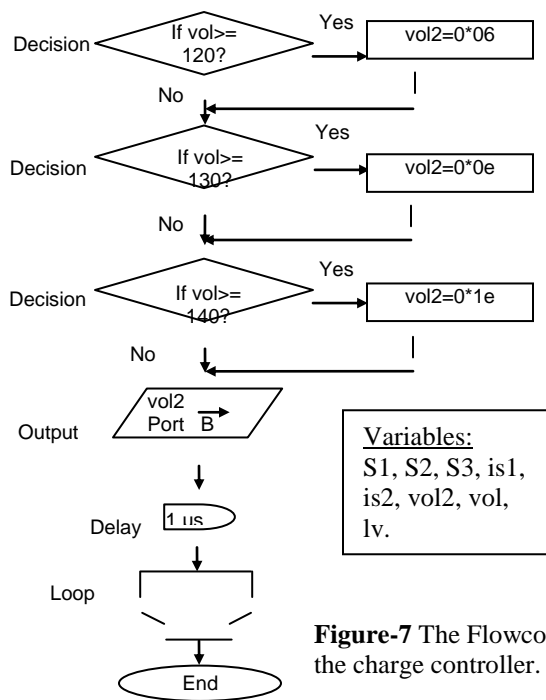 Decision
If vol>=
120?
Yes
vol2=0*06
No
Decision
If vol>=
130?
Yes
vol2=0*0e
No
Decision
If vol>=
140?
Yes
vol2=0*1e
No
Output
vol2
Port B
Delay
1 us
Loop
End
Variables:
S1, S2, S3, is1,
is2, vol2, vol,
lv.
Figure-7 The Flowco
the charge controller.